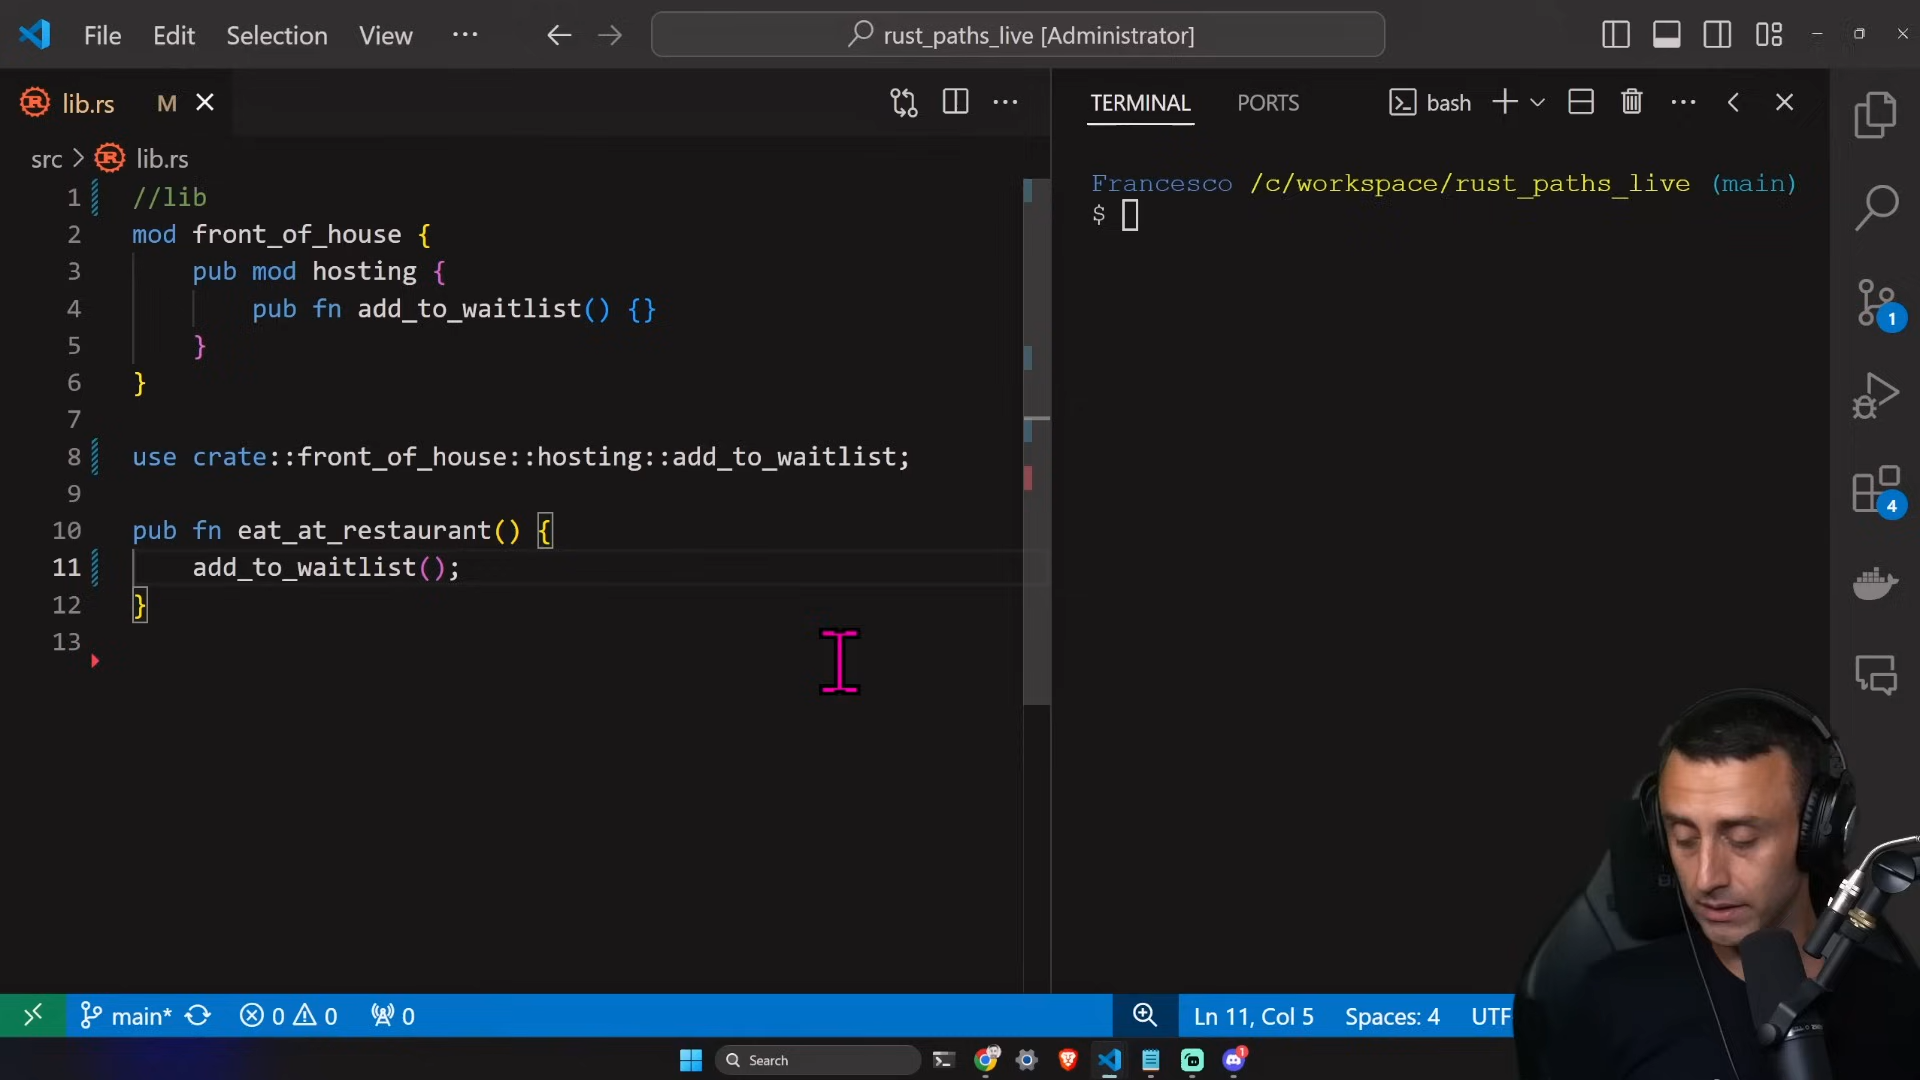 File Edit Selection View ··· rust_paths_live [Administrator]
lib.rs M
TERMINAL PORTS bash
src > lib.rs
1 //lib
2 mod front_of_house {
3 pub mod hosting {
4 pub fn add_to_waitlist() {}
5 }
6 }
7
8 use crate::front_of_house::hosting::add_to_waitlist;
9
10 pub fn eat_at_restaurant() {
11 add_to_waitlist();
12 }
13
Francesco /c/workspace/rust_paths_live (main)
$
1
4
main* 0 0 0 Ln 11, Col 5 Spaces: 4 UTF
Search
1